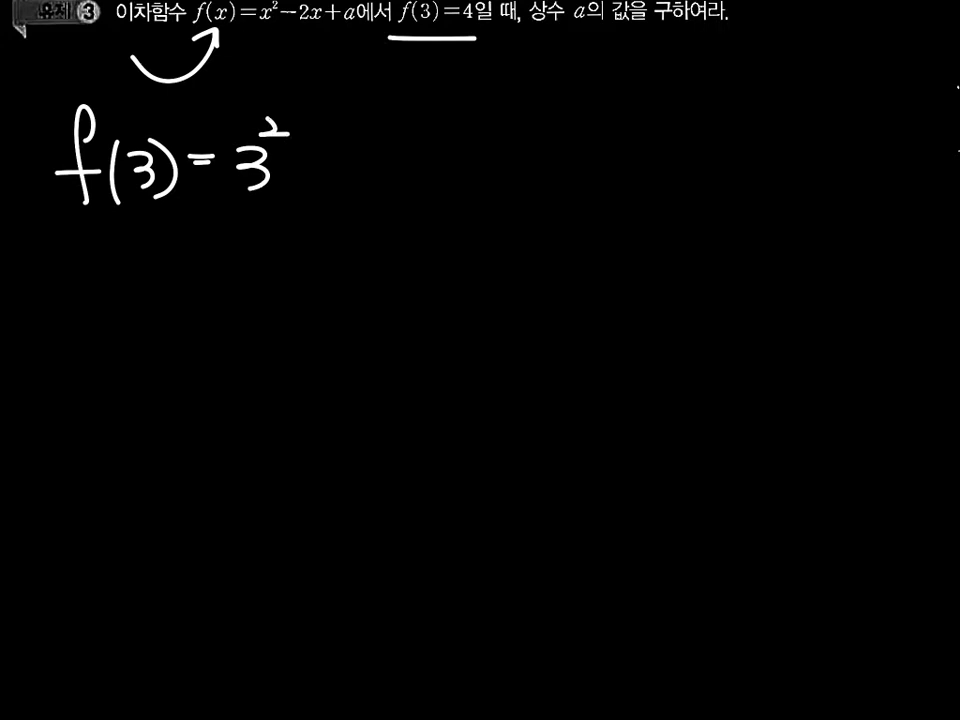 유제 3 이차함수 f(x)=x²-2x+a에서 f(3)=4일 때, 상수 a의 값을 구하여라.
f(3)=3²